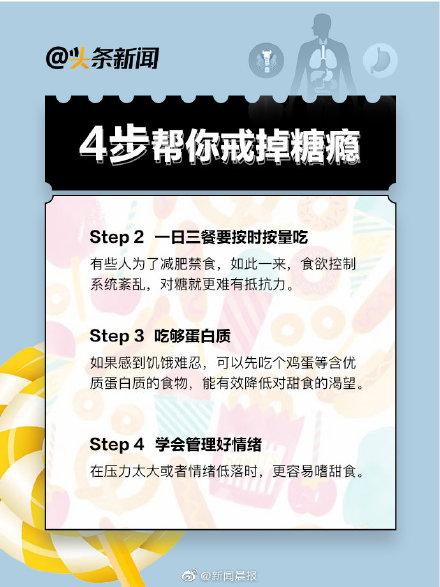 @头条新闻
4步帮你戒掉糖瘾
Step 2 一日三餐要按时按量吃
有些人为了减肥禁食，如此一来，食欲控制
系统紊乱，对糖就更难有抵抗力。
Step 3 吃够蛋白质
如果感到饥饿难忍，可以先吃个鸡蛋等含优
质蛋白质的食物，能有效降低对甜食的渴望。
Step 4 学会管理好情绪
在压力太大或者情绪低落时，更容易嗜甜食。
@新闻晨报